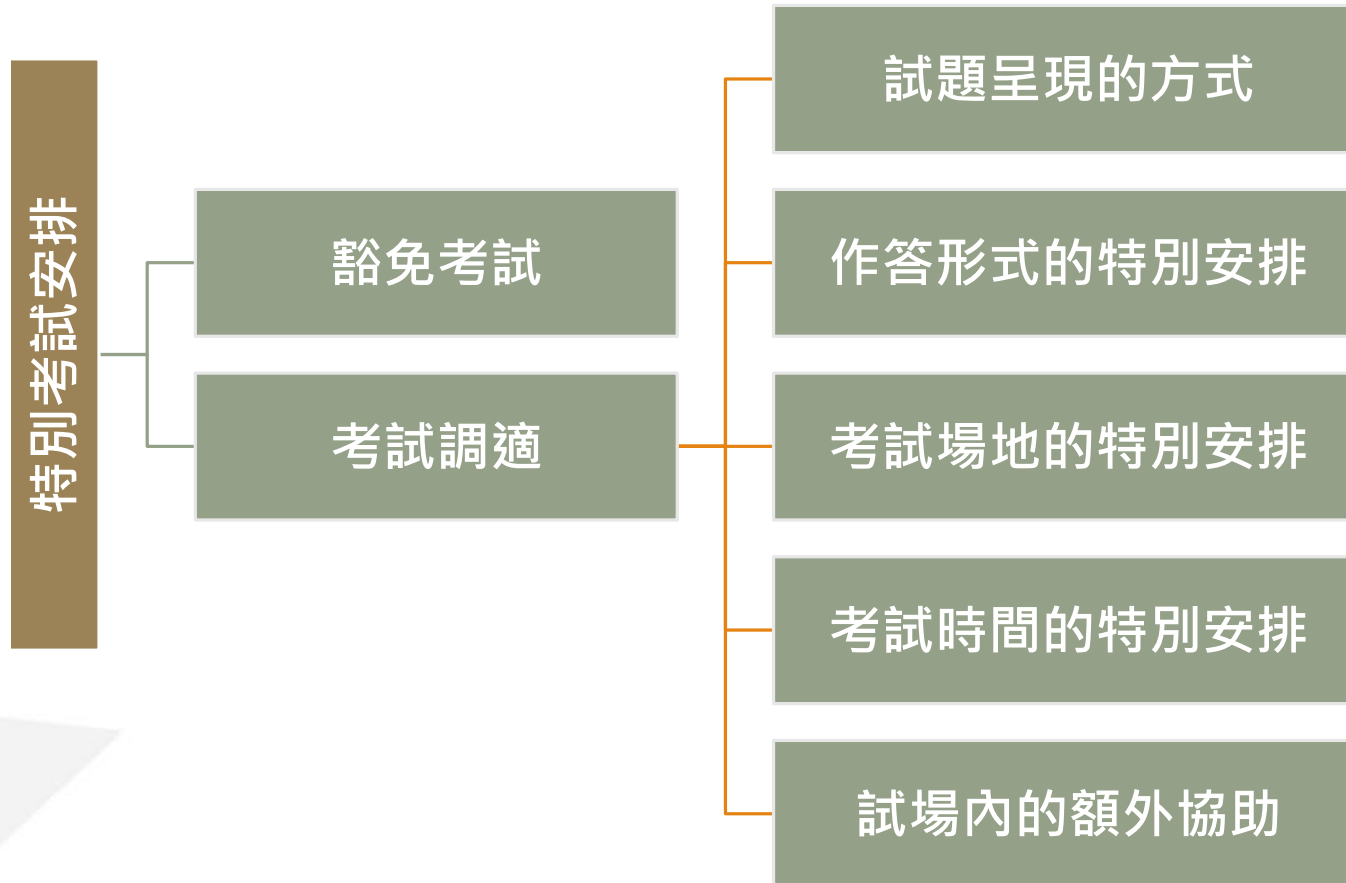 特別考試安排
豁免考試
考試調適
試題呈現的方式
作答形式的特別安排
考試場地的特別安排
考試時間的特別安排
試場內的額外協助